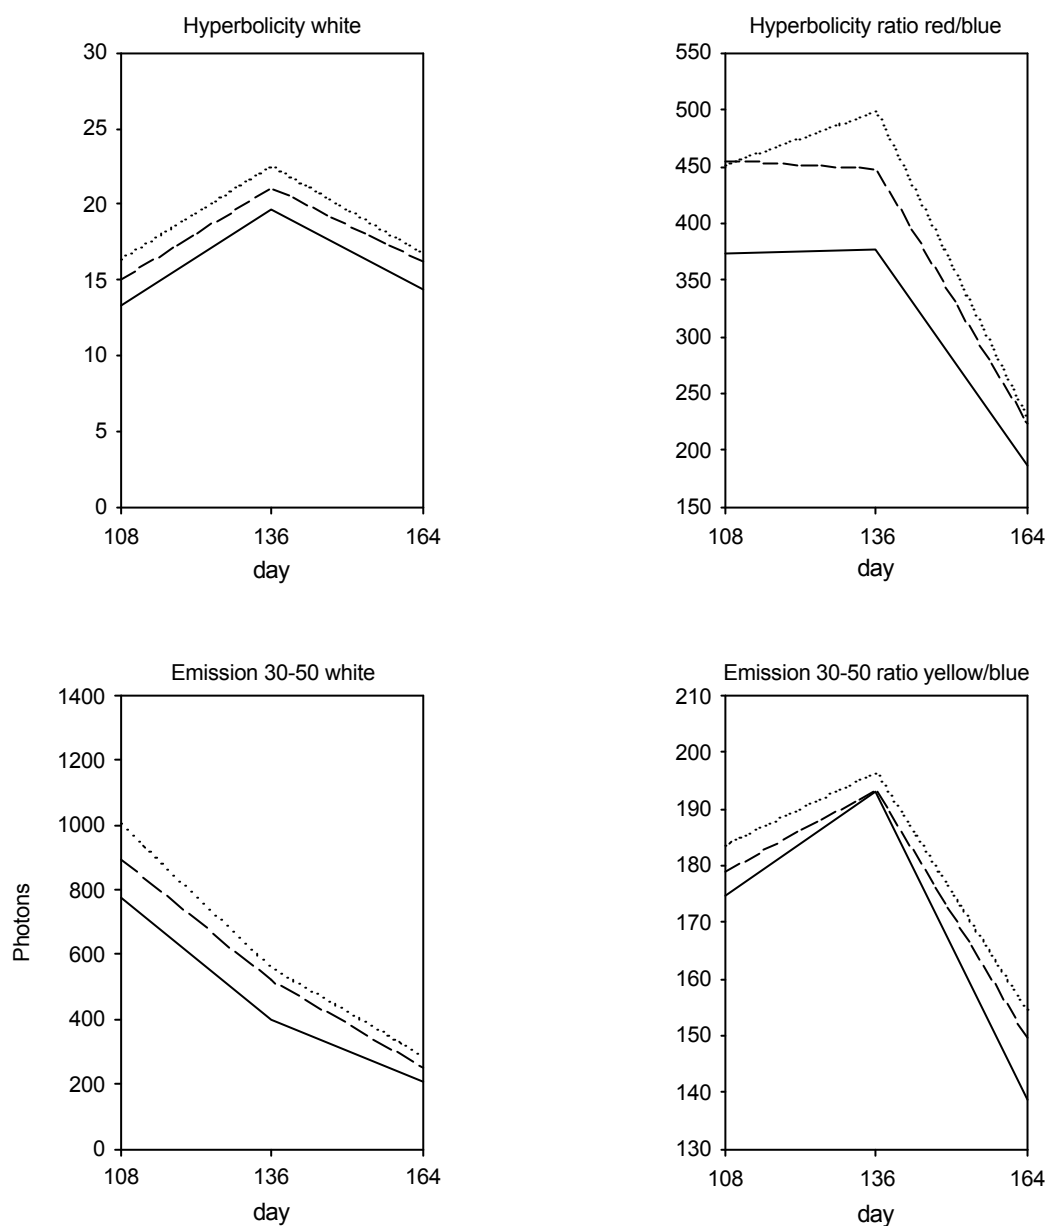 Hyperbolicity white
30
25
20
15
10
5
0
108 136 164
day
Hyperbolicity ratio red/blue
550
500
450
400
350
300
250
200
150
108 136 164
day
Emission 30-50 white
Photons
1400
1200
1000
800
600
400
200
0
108 136 164
day
Emission 30-50 ratio yellow/blue
210
200
190
180
170
160
150
140
130
108 136 164
day